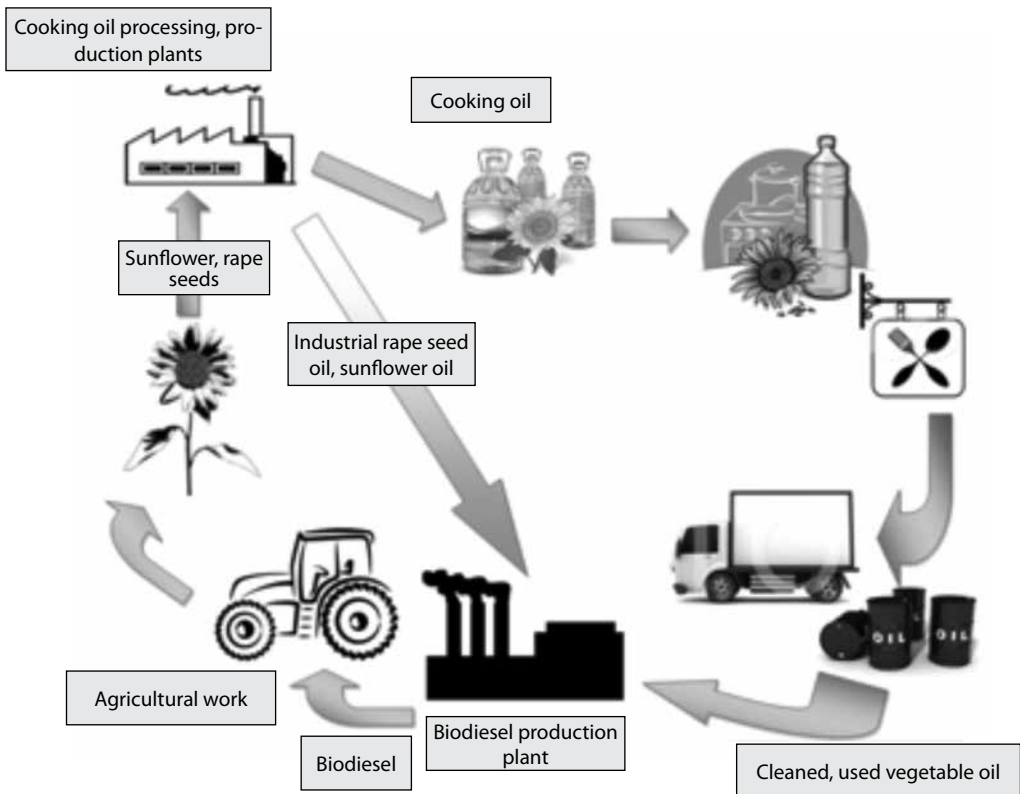 Cooking oil processing, pro-
duction plants
Cooking oil
Sunflower, rape
seeds
Industrial rape seed
oil, sunflower oil
OIL
OIL
Agricultural work
Biodiesel
Biodiesel production
plant
Cleaned, used vegetable oil